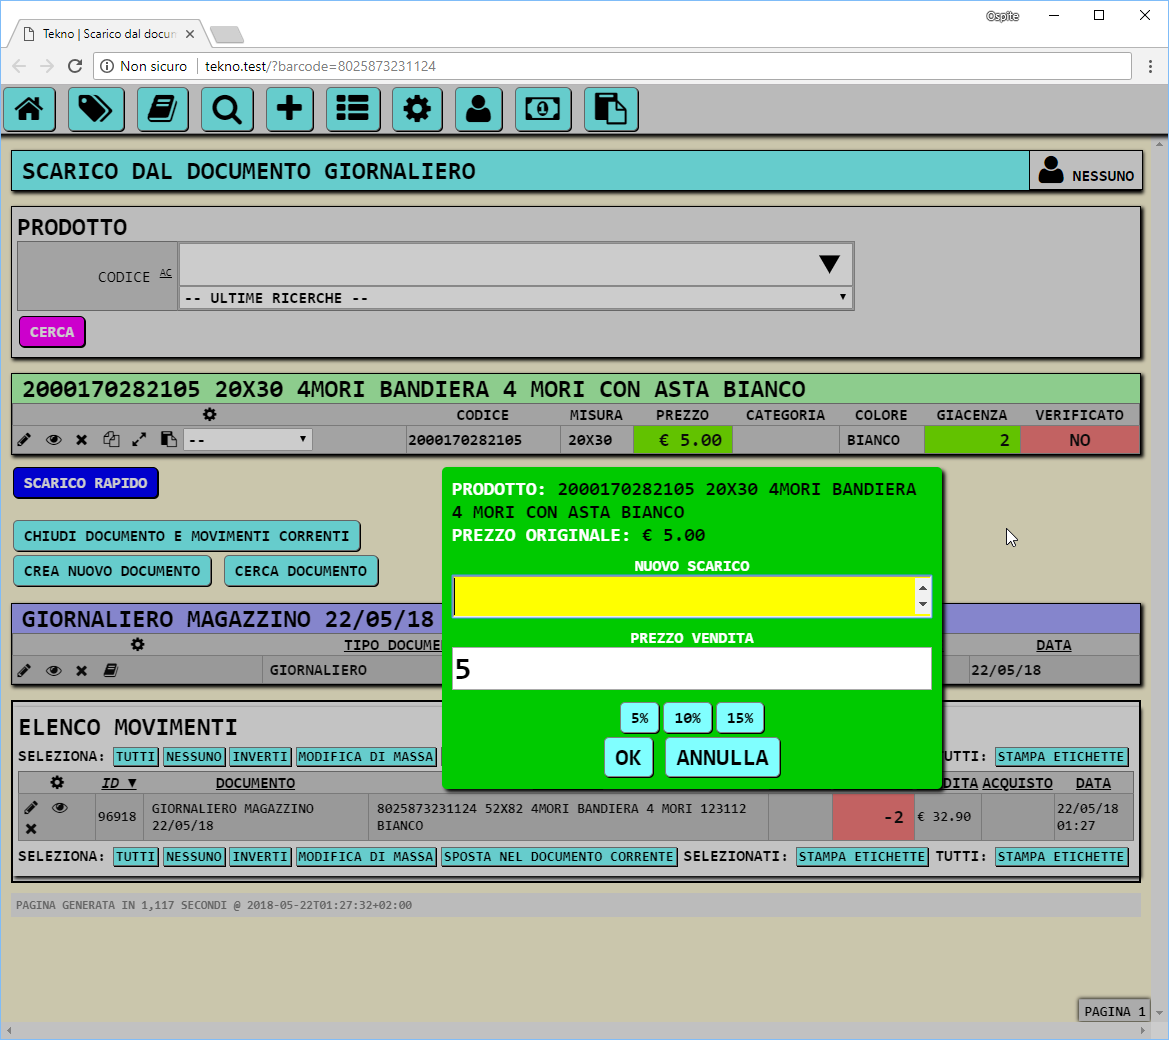 Ospite
Tekno | Scarico dal docum
Non sicuro tekno.test/?barcode=8025873231124
SCARICO DAL DOCUMENTO GIORNALIERO
NESSUNO
PRODOTTO
CODICE AC
-- ULTIME RICERCHE --
CERCA
2000170282105 20X30 4MORI BANDIERA 4 MORI CON ASTA BIANCO
CODICE MISURA PREZZO CATEGORIA COLORE GIACENZA VERIFICATO
-- 2000170282105 20X30 € 5.00 BIANCO 2 NO
SCARICO RAPIDO
CHIUDI DOCUMENTO E MOVIMENTI CORRENTI
CREA NUOVO DOCUMENTO CERCA DOCUMENTO
PRODOTTO: 2000170282105 20X30 4MORI BANDIERA
4 MORI CON ASTA BIANCO
PREZZO ORIGINALE: € 5.00
NUOVO SCARICO
PREZZO VENDITA
5
5% 10% 15%
OK ANNULLA
GIORNALIERO MAGAZZINO 22/05/18
TIPO DOCUME DATA
GIORNALIERO 22/05/18
ELENCO MOVIMENTI
SELEZIONA: TUTTI NESSUNO INVERTI MODIFICA DI MASSA TUTTI: STAMPA ETICHETTE
ID ▼ DOCUMENTO DITA ACQUISTO DATA
96918 GIORNALIERO MAGAZZINO 22/05/18 8025873231124 52X82 4MORI BANDIERA 4 MORI 123112 BIANCO -2 € 32.90 22/05/18 01:27
SELEZIONA: TUTTI NESSUNO INVERTI MODIFICA DI MASSA SPOSTA NEL DOCUMENTO CORRENTE SELEZIONATI: STAMPA ETICHETTE TUTTI: STAMPA ETICHETTE
PAGINA GENERATA IN 1,117 SECONDI @ 2018-05-22T01:27:32+02:00
PAGINA 1